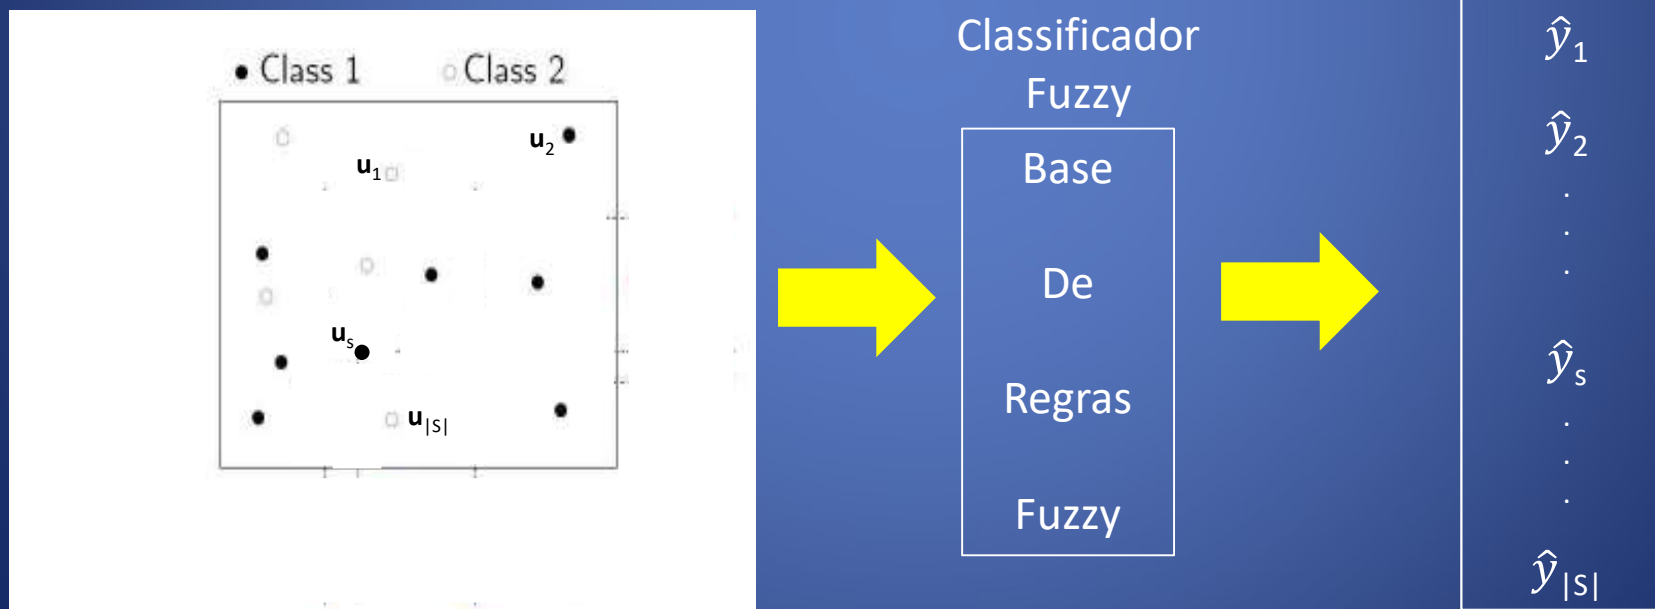 Class 1 Class 2
u₂
u₁
uₛ
u|S|
Classificador
Fuzzy
Base
De
Regras
Fuzzy
ŷ₁
ŷ₂
.
.
.
ŷₛ
.
.
.
ŷ|S|